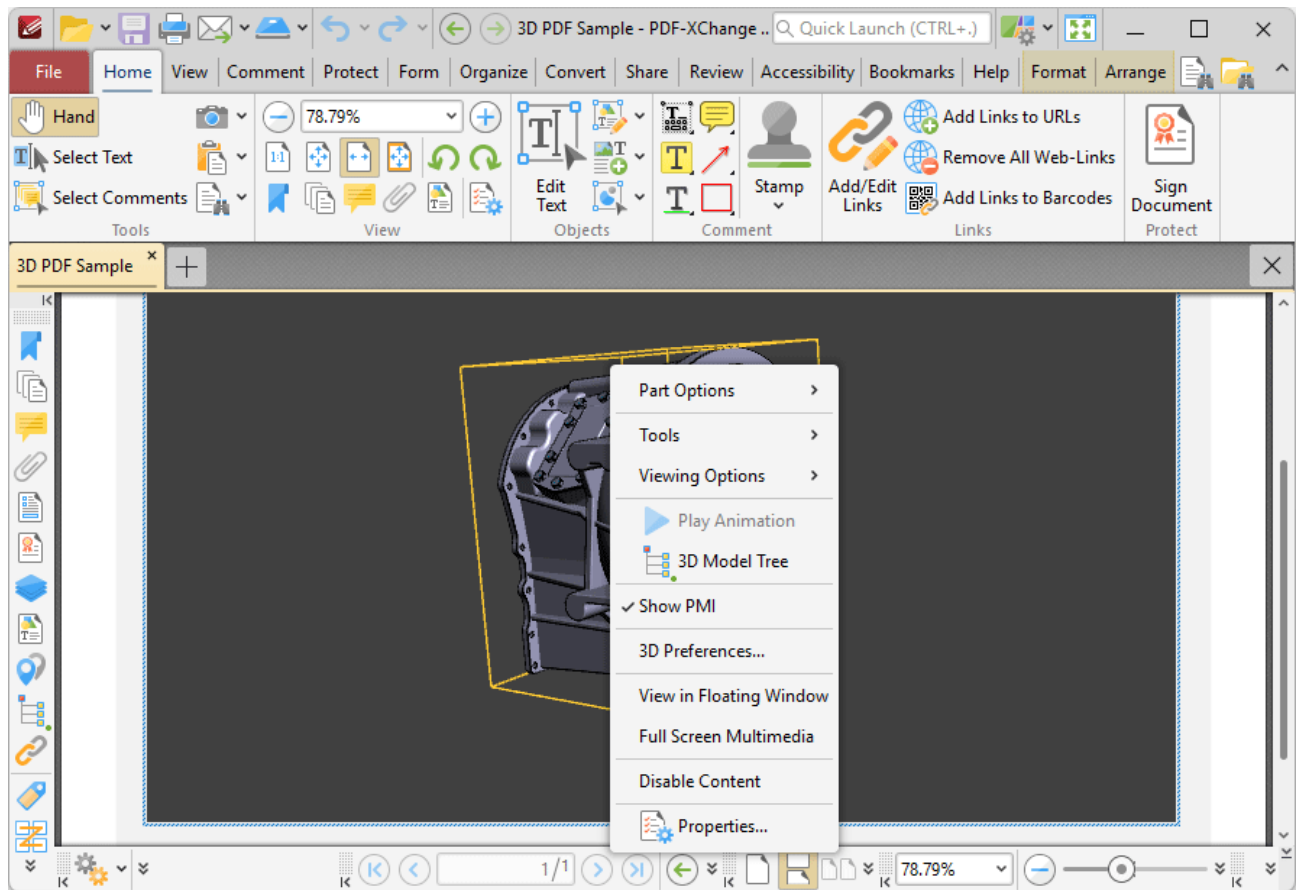 3D PDF Sample - PDF-XChange ..
Quick Launch (CTRL+.)
File Home View Comment Protect Form Organize Convert Share Review Accessibility Bookmarks Help Format Arrange
Hand
Select Text
Select Comments
Tools
78.79%
1:1
View
Edit
Text
Objects
Stamp
Comment
Add/Edit
Links
Add Links to URLs
Remove All Web-Links
Add Links to Barcodes
Links
Sign
Document
Protect
3D PDF Sample
Part Options
Tools
Viewing Options
Play Animation
3D Model Tree
Show PMI
3D Preferences...
View in Floating Window
Full Screen Multimedia
Disable Content
Properties...
1/1
78.79%